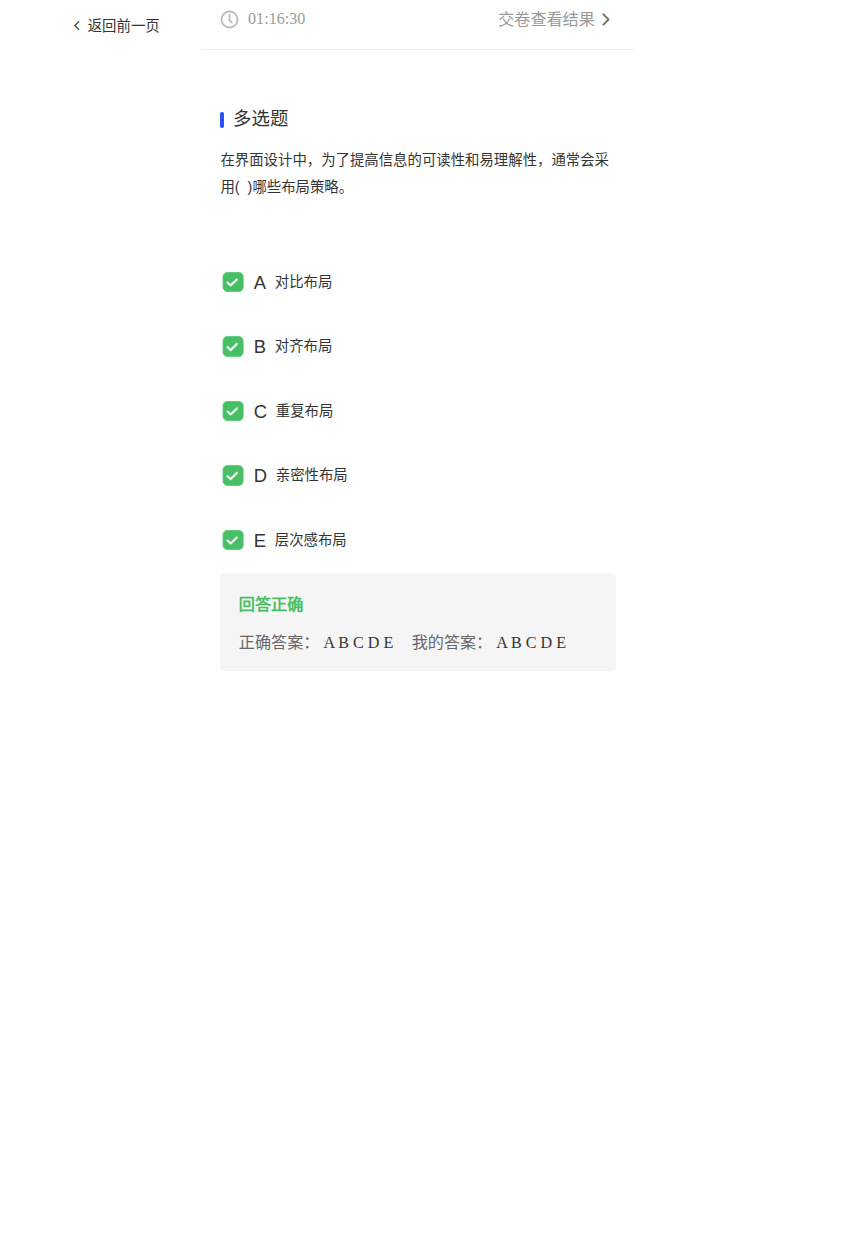 返回前一页
01:16:30 交卷查看结果
多选题
在界面设计中，为了提高信息的可读性和易理解性，通常会采
用( )哪些布局策略。
A 对比布局
B 对齐布局
C 重复布局
D 亲密性布局
E 层次感布局
回答正确
正确答案： A B C D E 我的答案： A B C D E